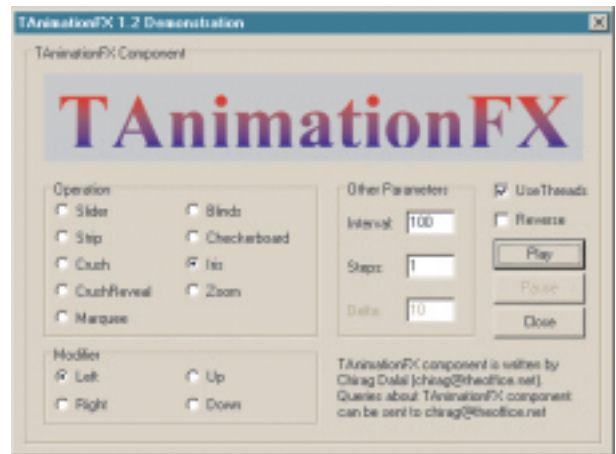 TAnimationFX 1.2 Demonstration
TAnimationFX Component
TAnimationFX
Operation
Slider
Blinds
Strip
Checkerboard
Crush
Iris
CrushReveal
Zoom
Marquee
Other Parameters
Interval: 100
Steps: 1
Delta: 10
Use Threads
Reverse
Play
Pause
Close
Modifier
Left
Up
Right
Down
TAnimationFX component is written by
Chirag Dalal (chirag@theoffice.net).
Queries about TAnimationFX component
can be sent to chirag@theoffice.net